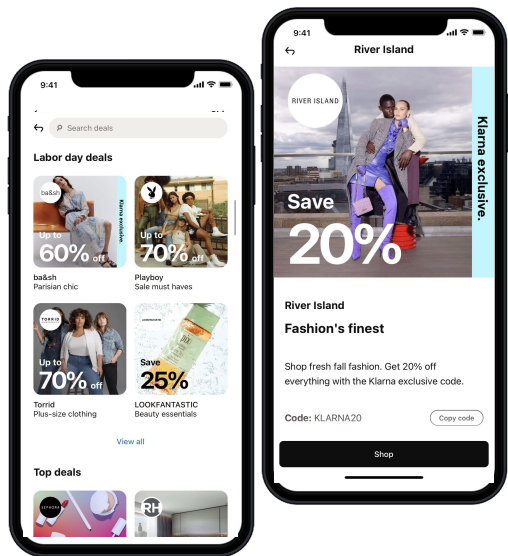 9:41
Search deals
Labor day deals
ba&sh
Klarna exclusive.
Up to
60% off
ba&sh
Parisian chic
Up to
70% off
Playboy
Sale must haves
TORRID
Up to
70% off
Torrid
Plus-size clothing
LOOKFANTASTIC
pixi
Save
25%
LOOKFANTASTIC
Beauty essentials
View all
Top deals
SEPHORA
RH
9:41
River Island
RIVER ISLAND
Klarna exclusive.
Save
20%
River Island
Fashion's finest
Shop fresh fall fashion. Get 20% off
everything with the Klarna exclusive code.
Code: KLARNA20
Copy code
Shop